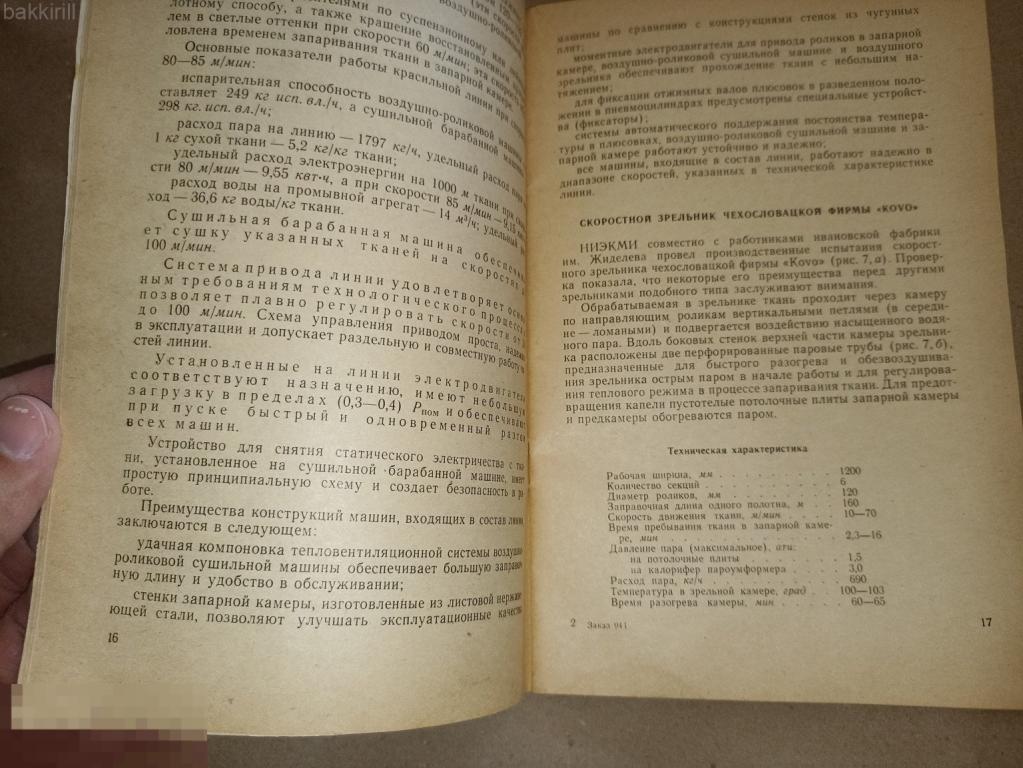 bakkirill
лотному способу, а также крашение
лем в светлые оттенки при скорости 60 м/мин; эта скорость
ловлена временем запаривания ткани в запарной камере.
Основные показатели работы красильной линии при
80—85 м/мин:
испарительная способность воздушно-роликовой машины
ставляет 249 кг исп. вл./ч, а сушильной барабанной машины
298 кг. исп. вл./ч;
расход пара на линию — 1797 кг/ч, удельный расход пара
1 кг сухой ткани — 5,2 кг/кг ткани;
удельный расход электроэнергии на 1000 м ткани при
сти 80 м/мин — 9,55 квт·ч, а при скорости 85 м/мин — 9,15
расход воды на промывной агрегат — 14 м³/ч; удельный
ход — 36,6 кг воды/кг ткани.
Сушильная барабанная машина
ет сушку указанных тканей на скоростях
100 м/мин.
Система привода линии удовлетворяет
ным требованиям технологического процесса
позволяет плавно регулировать скорости от
до 100 м/мин. Схема управления приводом проста,
в эксплуатации и допускает раздельную и совместную работу
стей линии.
Установленные на линии электродвигатели
соответствуют назначению, имеют небольшую
загрузку в пределах (0,3—0,4) Рном и обеспечивают
при пуске быстрый и одновременный разгон
всех машин.
Устройство для снятия статического электричества с тка-
ни, установленное на сушильной барабанной машине, имеет
простую принципиальную схему и создает безопасность в ра-
боте.
Преимущества конструкций машин, входящих в состав линии
заключаются в следующем:
удачная компоновка тепловентиляционной системы воздушно-
роликовой сушильной машины обеспечивает большую заправоч-
ную длину и удобство в обслуживании;
стенки запарной камеры, изготовленные из листовой нержаве-
ющей стали, позволяют улучшать эксплуатационные качества
16
машины по сравнению с конструкциями стенок из чугунных
плит;
моментные электродвигатели для привода роликов в запарной
камере, воздушно-роликовой сушильной машине и воздушного
зрельника обеспечивают прохождение ткани с небольшим на-
тяжением;
для фиксации отжимных валов плюсовок в разведенном поло-
жении в пневмоцилиндрах предусмотрены специальные устройст-
ва (фиксаторы);
системы автоматического поддержания постоянства темпера-
туры в плюсовках, воздушно-роликовой сушильной машине и за-
парной камере работают устойчиво и надежно;
все машины, входящие в состав линии, работают надежно в
диапазоне скоростей, указанных в технической характеристике
линии.
СКОРОСТНОЙ ЗРЕЛЬНИК ЧЕХОСЛОВАЦКОЙ ФИРМЫ «KOVO»
НИЭКМИ совместно с работниками ивановской фабрики
им. Жиделева провел производственные испытания скорост-
ного зрельника чехословацкой фирмы «Kovo» (рис. 7, а). Провер-
ка показала, что некоторые его преимущества перед другими
зрельниками подобного типа заслуживают внимания.
Обрабатываемая в зрельнике ткань проходит через камеру
по направляющим роликам вертикальными петлями (в середи-
не — ломаными) и подвергается воздействию насыщенного водя-
ного пара. Вдоль боковых стенок верхней части камеры зрельни-
ка расположены две перфорированные паровые трубы (рис. 7, б),
предназначенные для быстрого разогрева и обезвоздушива-
ния зрельника острым паром в начале работы и для регулирова-
ния теплового режима в процессе запаривания ткани. Для предот-
вращения капели пустотелые потолочные плиты запарной камеры
и предкамеры обогреваются паром.
Техническая характеристика
Рабочая ширина, мм . . . . . . . . . . 1200
Количество секций . . . . . . . . . . 6
Диаметр роликов, мм . . . . . . . . . 120
Заправочная длина одного полотна, м . . . 160
Скорость движения ткани, м/мин . . . . 10—70
Время пребывания ткани в запарной каме-
ре, мин . . . . . . . . . . . . . 2,3—16
Давление пара (максимальное), ати:
на потолочные плиты . . . . . . . 1,5
на калорифер пароумформера . . . . 3,0
Расход пара, кг/ч . . . . . . . . . . 690
Температура в зрельной камере, град . . . 100—103
Время разогрева камеры, мин . . . . . 60—65
2 Заказ 941
17